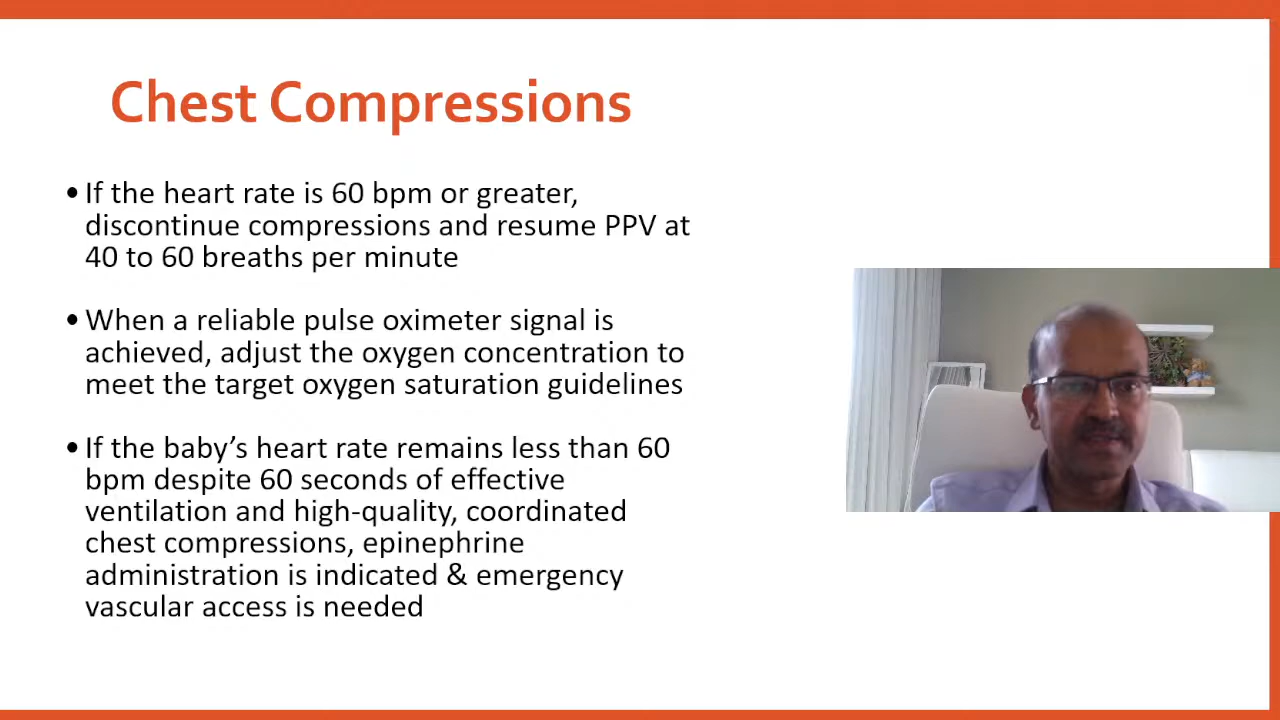 Chest Compressions
•If the heart rate is 60 bpm or greater,
discontinue compressions and resume PPV at
40 to 60 breaths per minute
•When a reliable pulse oximeter signal is
achieved, adjust the oxygen concentration to
meet the target oxygen saturation guidelines
•If the baby’s heart rate remains less than 60
bpm despite 60 seconds of effective
ventilation and high-quality, coordinated
chest compressions, epinephrine
administration is indicated & emergency
vascular access is needed